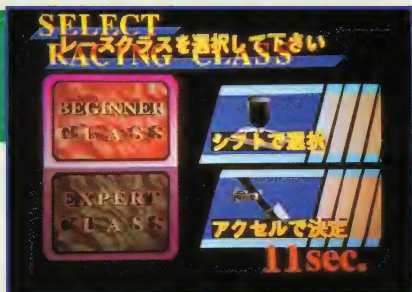 SELECT
レースクラスを選択して下さい
RACING CLASS
BEGINNER
CLASS
シフトで選択
EXPERT
CLASS
アクセルで決定
11sec.